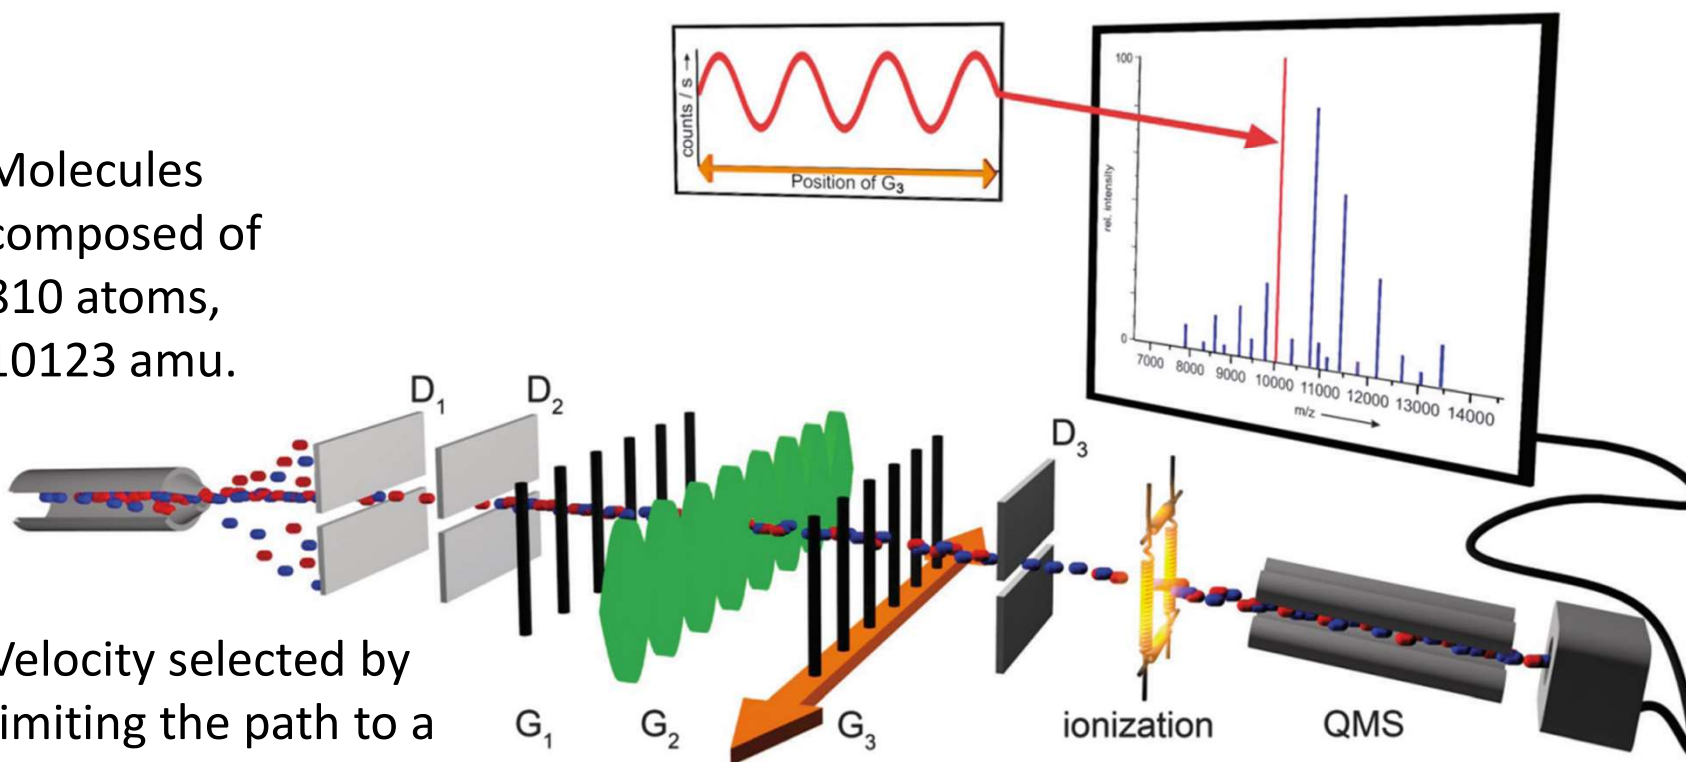 counts / s →
Position of G3
100
rel. intensity
0
7000 8000 9000 10000 11000 12000 13000 14000
m/z
Molecules
composed of
810 atoms,
10123 amu.
D1
D2
D3
Velocity selected by
limiting the path to a
G1
G2
G3
ionization
QMS